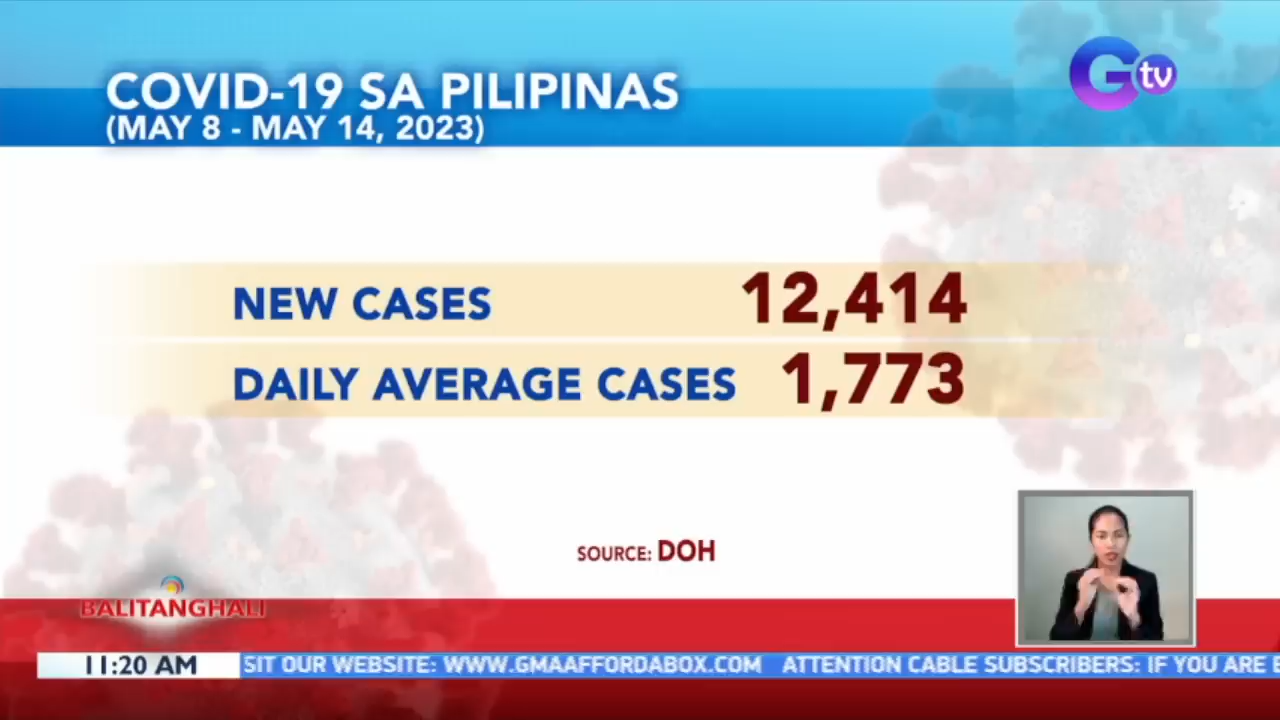 COVID-19 SA PILIPINAS
(MAY 8 - MAY 14, 2023)
G tv
NEW CASES 12,414
DAILY AVERAGE CASES 1,773
SOURCE: DOH
BALITANGHALI
11:20 AM SIT OUR WEBSITE: WWW.GMAAFFORDABOX.COM ATTENTION CABLE SUBSCRIBERS: IF YOU ARE